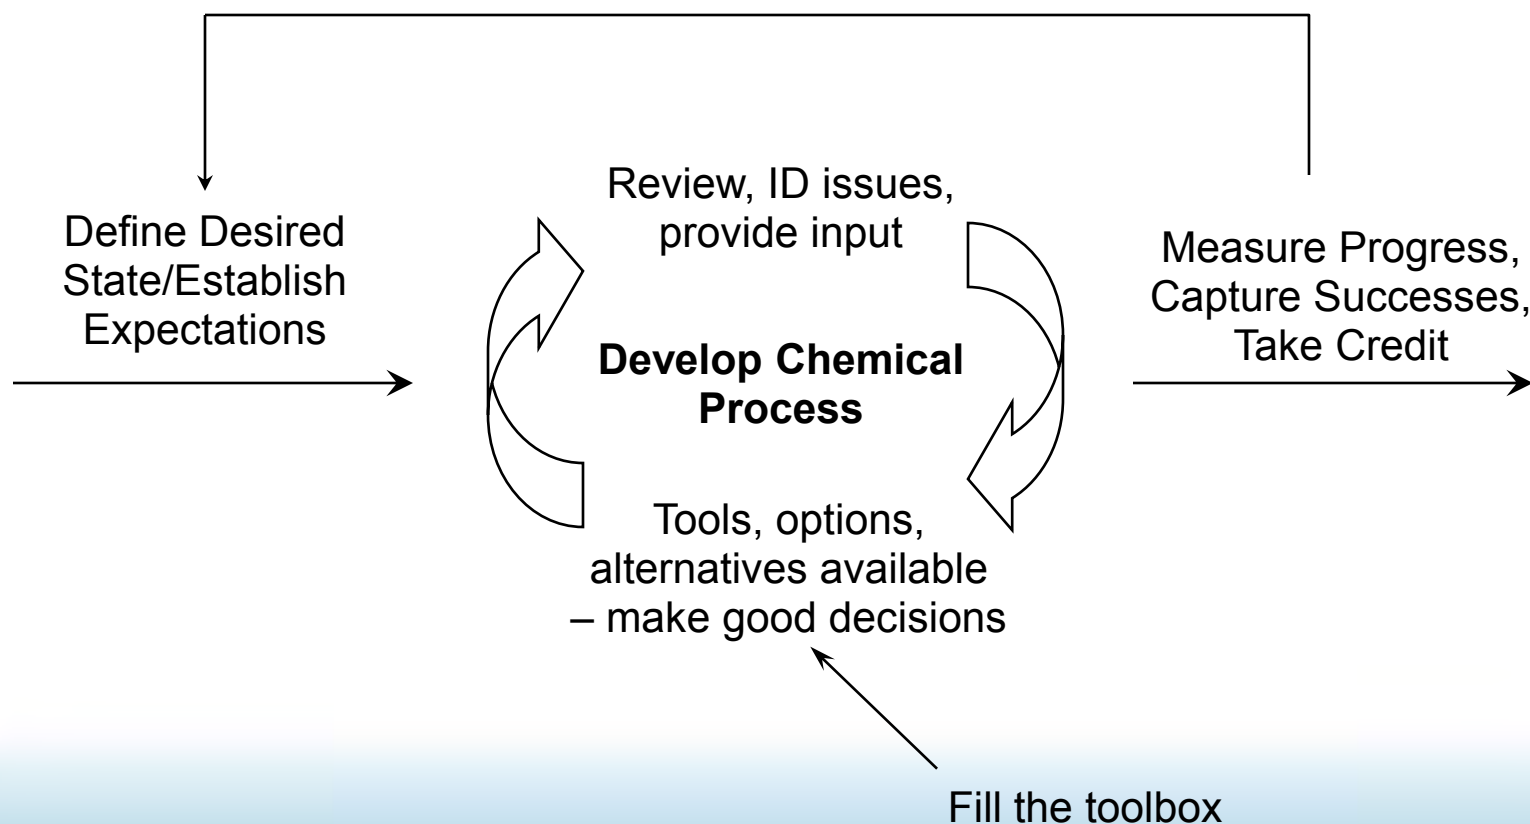 Define Desired
State/Establish
Expectations
Review, ID issues,
provide input
Develop Chemical
Process
Tools, options,
alternatives available
– make good decisions
Measure Progress,
Capture Successes,
Take Credit
Fill the toolbox